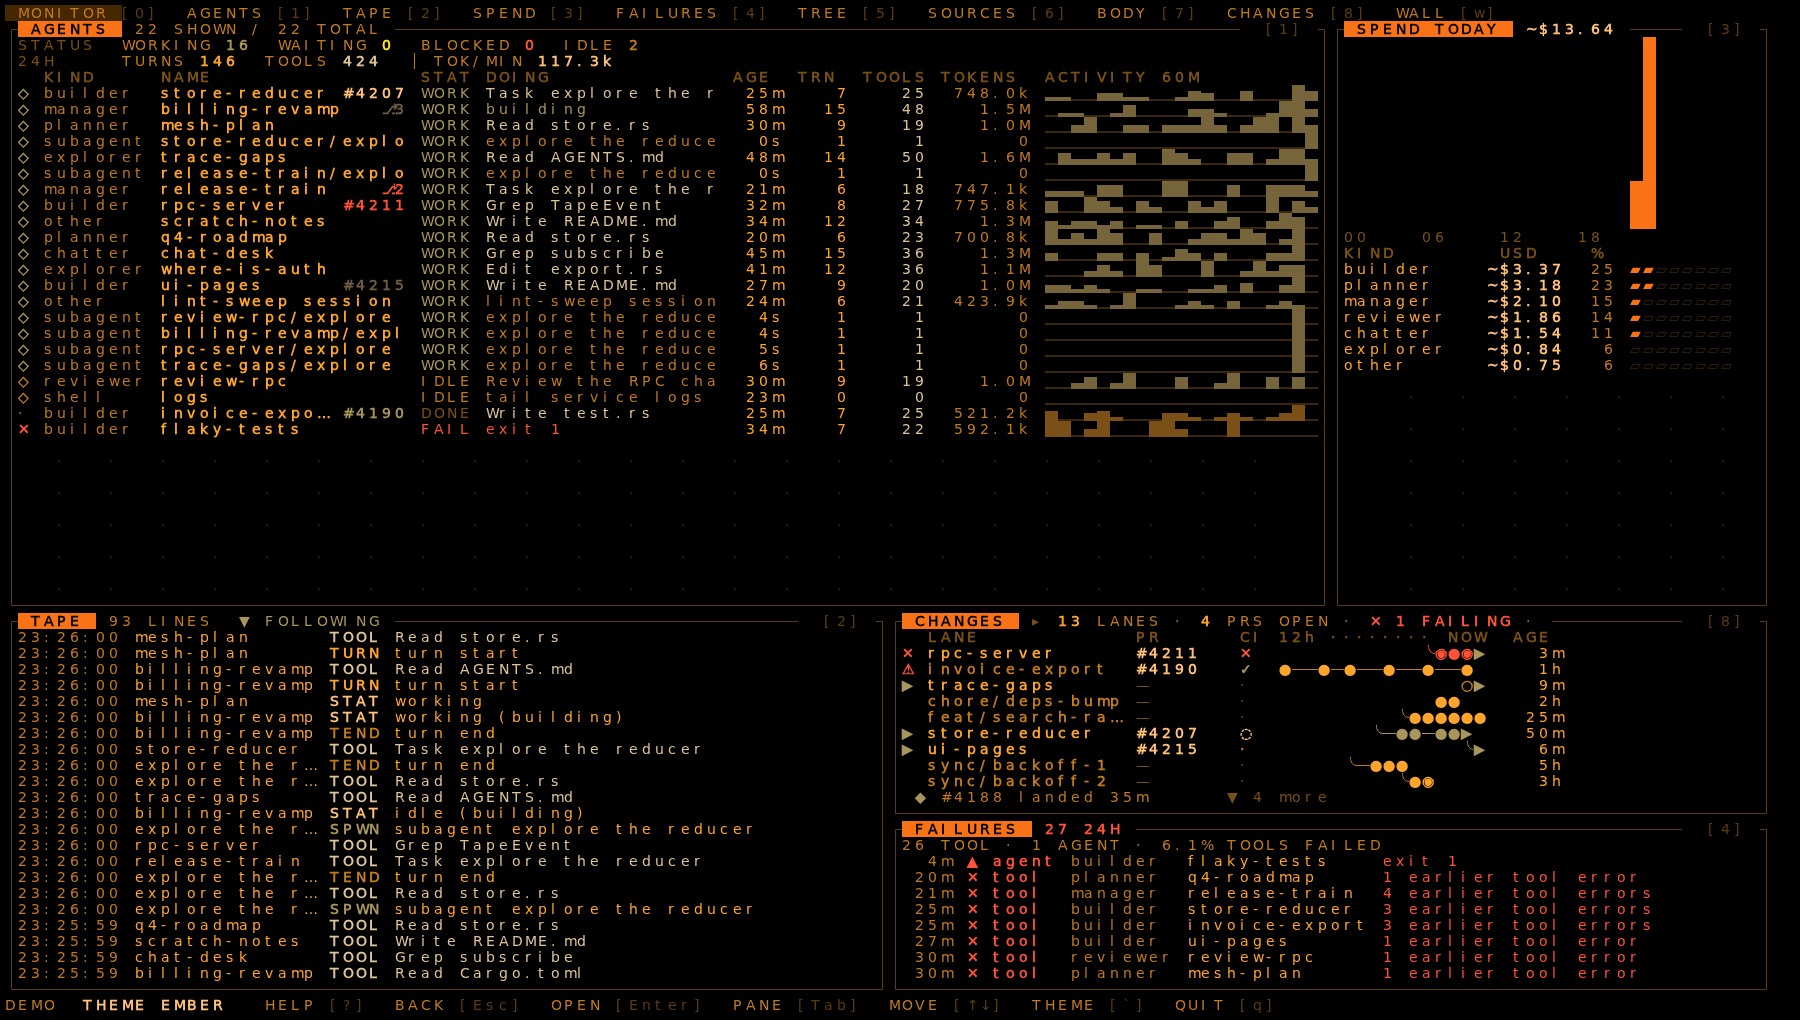 MONITOR [0] AGENTS [1] TAPE [2] SPEND [3] FAILURES [4] TREE [5] SOURCES [6] BODY [7] CHANGES [8] WALL [w]
AGENTS 22 SHOWN / 22 TOTAL [1]
STATUS WORKING 16 WAITING 0 BLOCKED 0 IDLE 2
24H TURNS 146 TOOLS 424 | TOK/MIN 117.3k
KIND NAME STAT DOING AGE TRN TOOLS TOKENS ACTIVITY 60M
◇ builder store-reducer #4207 WORK Task explore the r 25m 7 25 748.0k
◇ manager billing-revamp ⎇3 WORK building 58m 15 48 1.5M
◇ planner mesh-plan WORK Read store.rs 30m 9 19 1.0M
◇ subagent store-reducer/explo WORK explore the reduce 0s 1 1 0
◇ explorer trace-gaps WORK Read AGENTS.md 48m 14 50 1.6M
◇ subagent release-train/explo WORK explore the reduce 0s 1 1 0
◇ manager release-train ⎇2 WORK Task explore the r 21m 6 18 747.1k
◇ builder rpc-server #4211 WORK Grep TapeEvent 32m 8 27 775.8k
◇ other scratch-notes WORK Write README.md 34m 12 34 1.3M
◇ planner q4-roadmap WORK Read store.rs 20m 6 23 700.8k
◇ chatter chat-desk WORK Grep subscribe 45m 15 36 1.3M
◇ explorer where-is-auth WORK Edit export.rs 41m 12 36 1.1M
◇ builder ui-pages #4215 WORK Write README.md 27m 9 20 1.0M
◇ other lint-sweep session WORK lint-sweep session 24m 6 21 423.9k
◇ subagent review-rpc/explore WORK explore the reduce 4s 1 1 0
◇ subagent billing-revamp/expl WORK explore the reduce 4s 1 1 0
◇ subagent rpc-server/explore WORK explore the reduce 5s 1 1 0
◇ subagent trace-gaps/explore WORK explore the reduce 6s 1 1 0
◇ reviewer review-rpc IDLE Review the RPC cha 30m 9 19 1.0M
◇ shell logs IDLE tail service logs 23m 0 0 0
· builder invoice-expo… #4190 DONE Write test.rs 25m 7 25 521.2k
× builder flaky-tests FAIL exit 1 34m 7 22 592.1k
SPEND TODAY ~$13.64 [3]
00 06 12 18
KIND USD %
builder ~$3.37 25
planner ~$3.18 23
manager ~$2.10 15
reviewer ~$1.86 14
chatter ~$1.54 11
explorer ~$0.84 6
other ~$0.75 6
TAPE 93 LINES ▼ FOLLOWING [2]
23:26:00 mesh-plan TOOL Read store.rs
23:26:00 mesh-plan TURN turn start
23:26:00 billing-revamp TOOL Read AGENTS.md
23:26:00 billing-revamp TURN turn start
23:26:00 mesh-plan STAT working
23:26:00 billing-revamp STAT working (building)
23:26:00 billing-revamp TEND turn end
23:26:00 store-reducer TOOL Task explore the reducer
23:26:00 explore the r… TEND turn end
23:26:00 explore the r… TOOL Read store.rs
23:26:00 trace-gaps TOOL Read AGENTS.md
23:26:00 billing-revamp STAT idle (building)
23:26:00 explore the r… SPWN subagent explore the reducer
23:26:00 rpc-server TOOL Grep TapeEvent
23:26:00 release-train TOOL Task explore the reducer
23:26:00 explore the r… TEND turn end
23:26:00 explore the r… TOOL Read store.rs
23:26:00 explore the r… SPWN subagent explore the reducer
23:25:59 q4-roadmap TOOL Read store.rs
23:25:59 scratch-notes TOOL Write README.md
23:25:59 chat-desk TOOL Grep subscribe
23:25:59 billing-revamp TOOL Read Cargo.toml
CHANGES ▸ 13 LANES · 4 PRS OPEN · × 1 FAILING · [8]
LANE PR CI 12h ········ NOW AGE
× rpc-server #4211 × 3m
⚠ invoice-export #4190 ✓ 1h
▶ trace-gaps — · 9m
chore/deps-bump — · 2h
feat/search-ra… — · 25m
▶ store-reducer #4207 ◌ 50m
▶ ui-pages #4215 · 6m
sync/backoff-1 — · 5h
sync/backoff-2 — · 3h
◆ #4188 landed 35m ▼ 4 more
FAILURES 27 24H [4]
26 TOOL · 1 AGENT · 6.1% TOOLS FAILED
4m ▲ agent builder flaky-tests exit 1
20m × tool planner q4-roadmap 1 earlier tool error
21m × tool manager release-train 4 earlier tool errors
25m × tool builder store-reducer 3 earlier tool errors
25m × tool builder invoice-export 3 earlier tool errors
27m × tool builder ui-pages 1 earlier tool error
30m × tool reviewer review-rpc 1 earlier tool error
30m × tool planner mesh-plan 1 earlier tool error
DEMO THEME EMBER HELP [?] BACK [Esc] OPEN [Enter] PANE [Tab] MOVE [↑↓] THEME [`] QUIT [q]